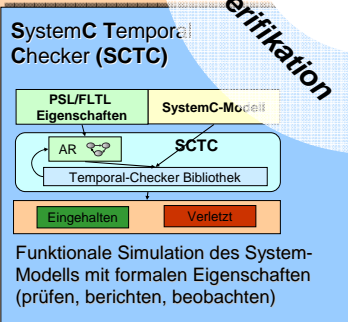 SystemC Temporal
Checker (SCTC)
erifikation
PSL/FLTL
Eigenschaften
SystemC-Modell
SCTC
AR
Temporal-Checker Bibliothek
Eingehalten
Verletzt
Funktionale Simulation des System-
Modells mit formalen Eigenschaften
(prüfen, berichten, beobachten)